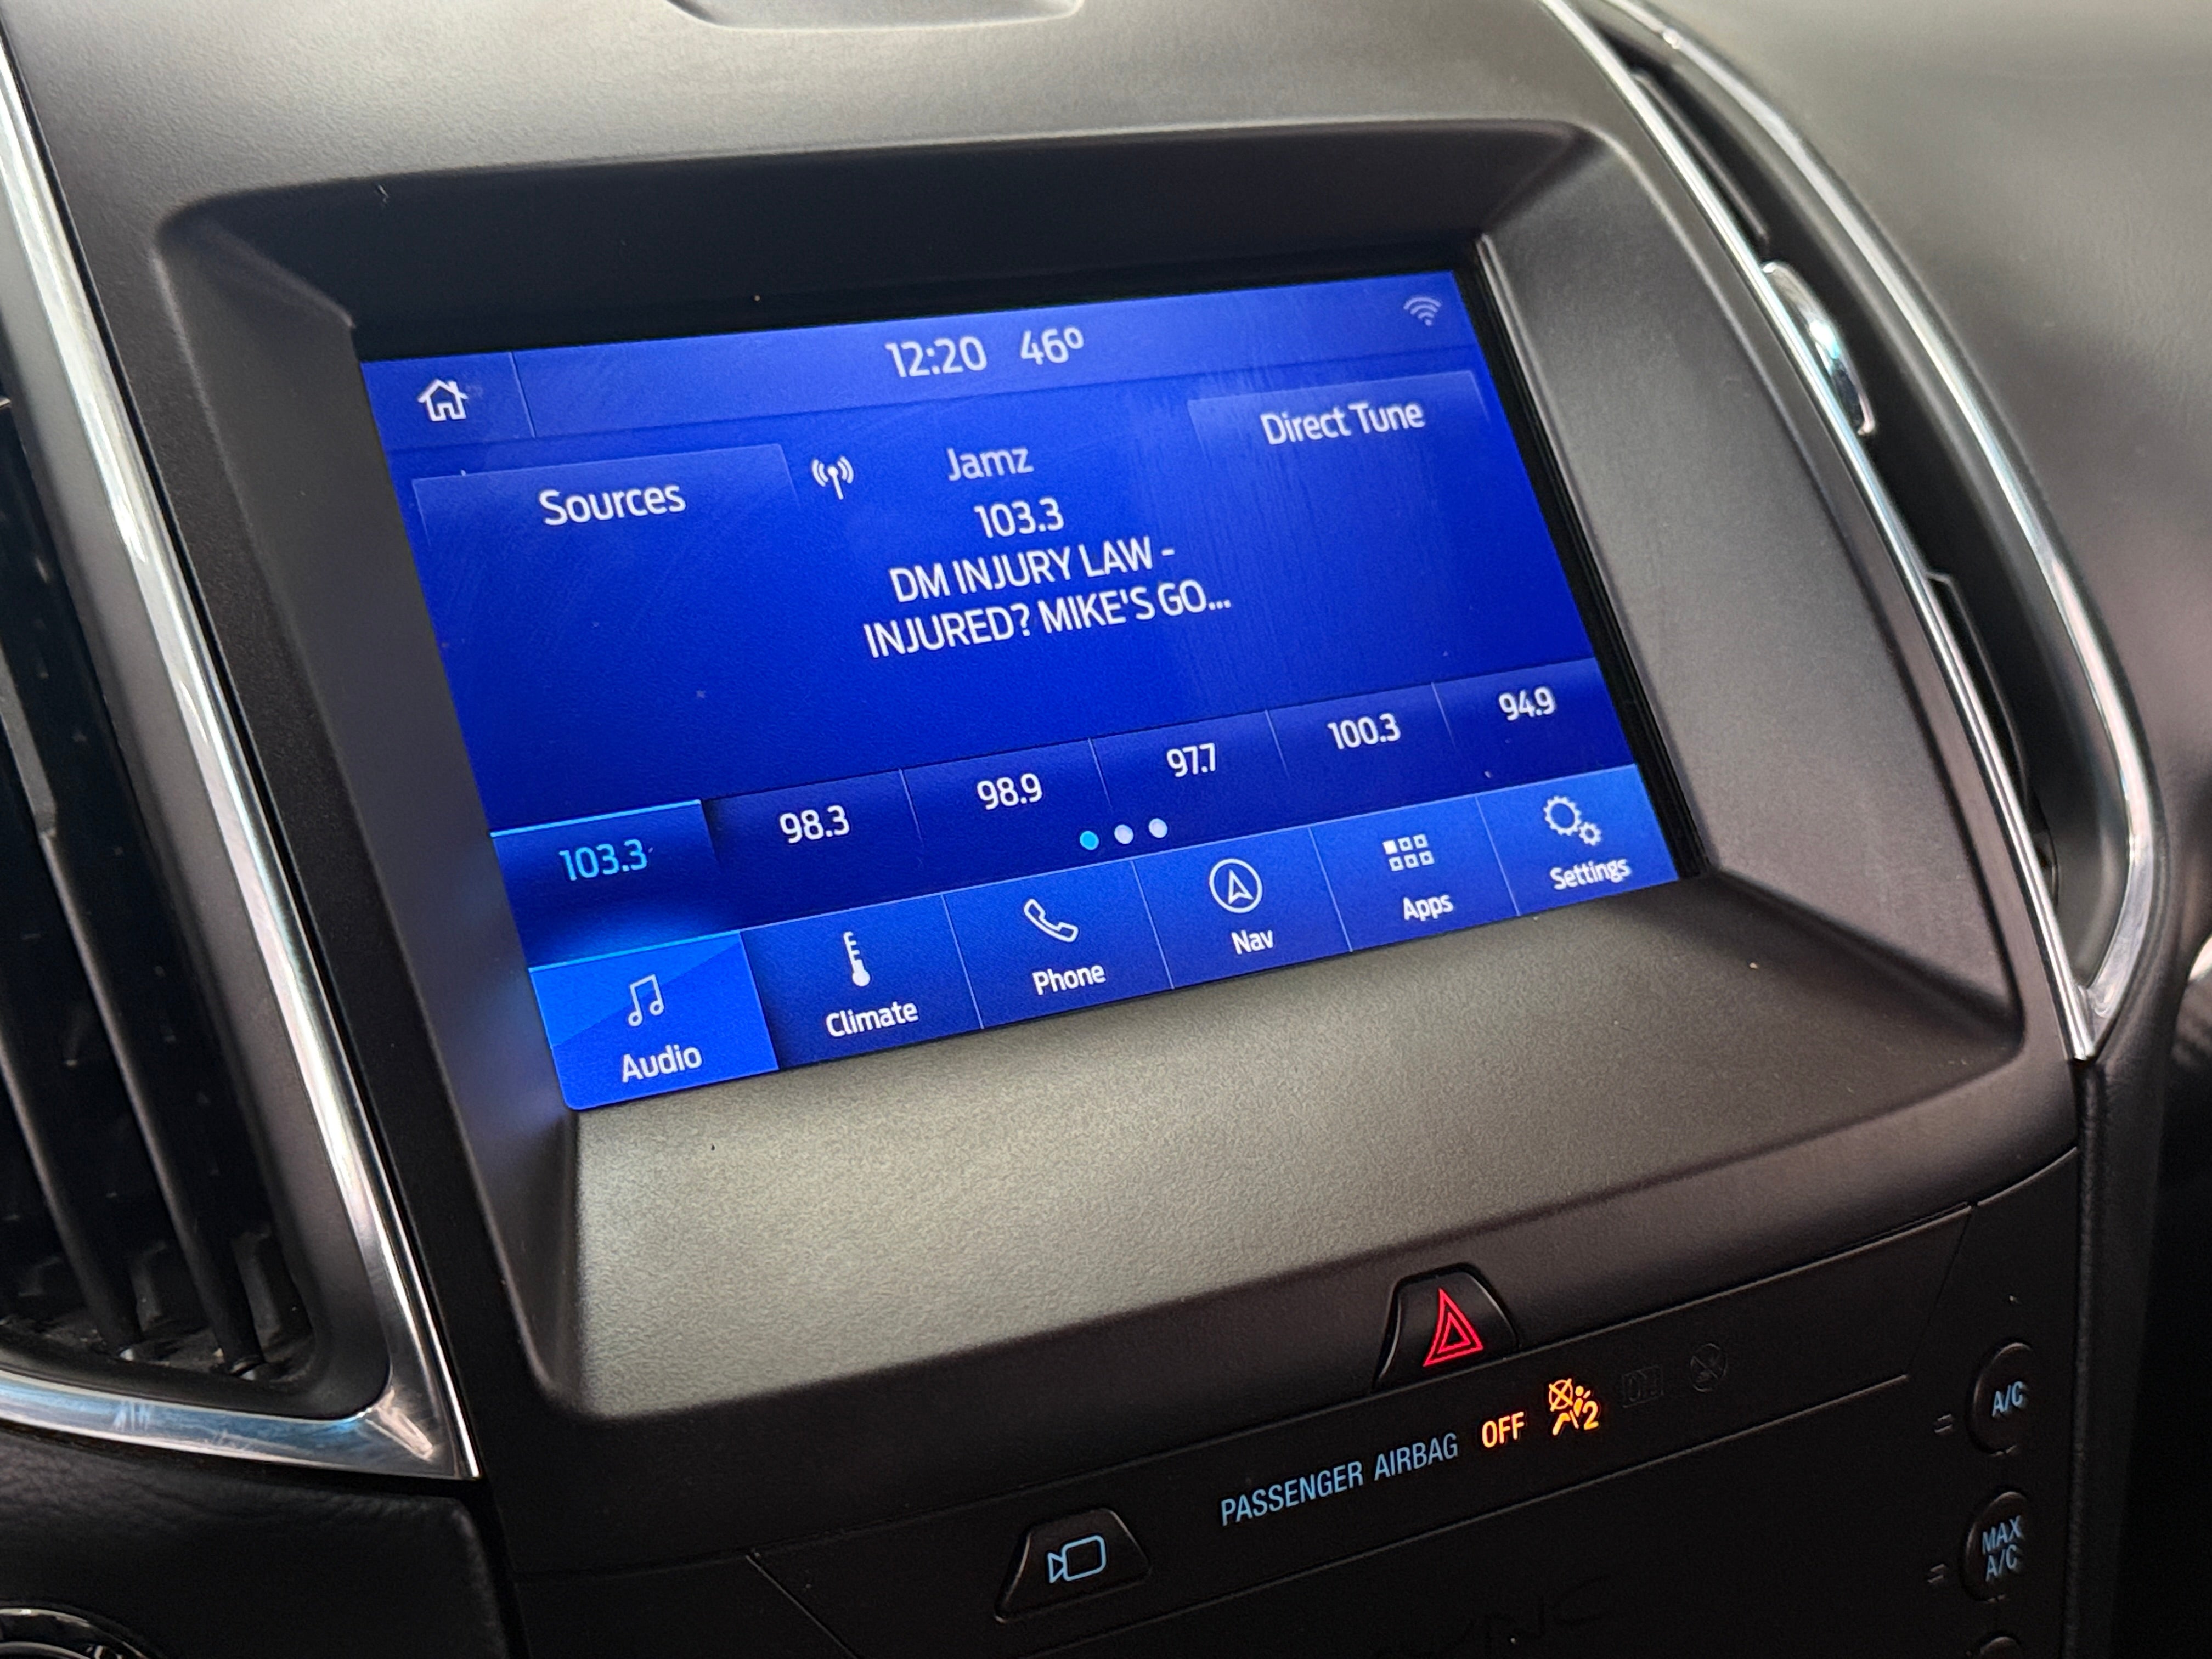 12:20 46°
Sources
Jamz
Direct Tune
103.3
DM INJURY LAW -
INJURED? MIKE'S GO...
103.3
98.3
98.9
97.7
100.3
94.9
Audio
Climate
Phone
Nav
Apps
Settings
PASSENGER AIRBAG OFF 2
A/C
MAX
A/C